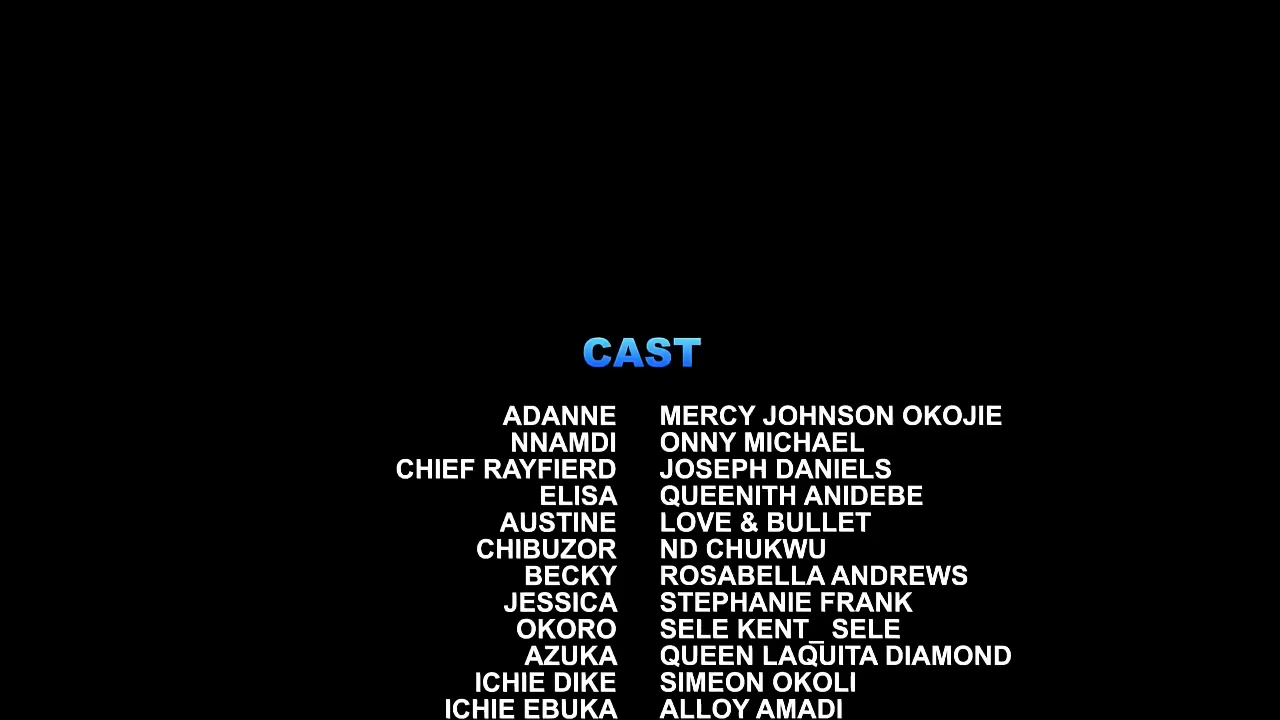 CAST
ADANNE MERCY JOHNSON OKOJIE
NNAMDI ONNY MICHAEL
CHIEF RAYFIERD JOSEPH DANIELS
ELISA QUEENITH ANIDEBE
AUSTINE LOVE & BULLET
CHIBUZOR ND CHUKWU
BECKY ROSABELLA ANDREWS
JESSICA STEPHANIE FRANK
OKORO SELE KENT_ SELE
AZUKA QUEEN LAQUITA DIAMOND
ICHIE DIKE SIMEON OKOLI
ICHIE EBUKA ALLOY AMADI